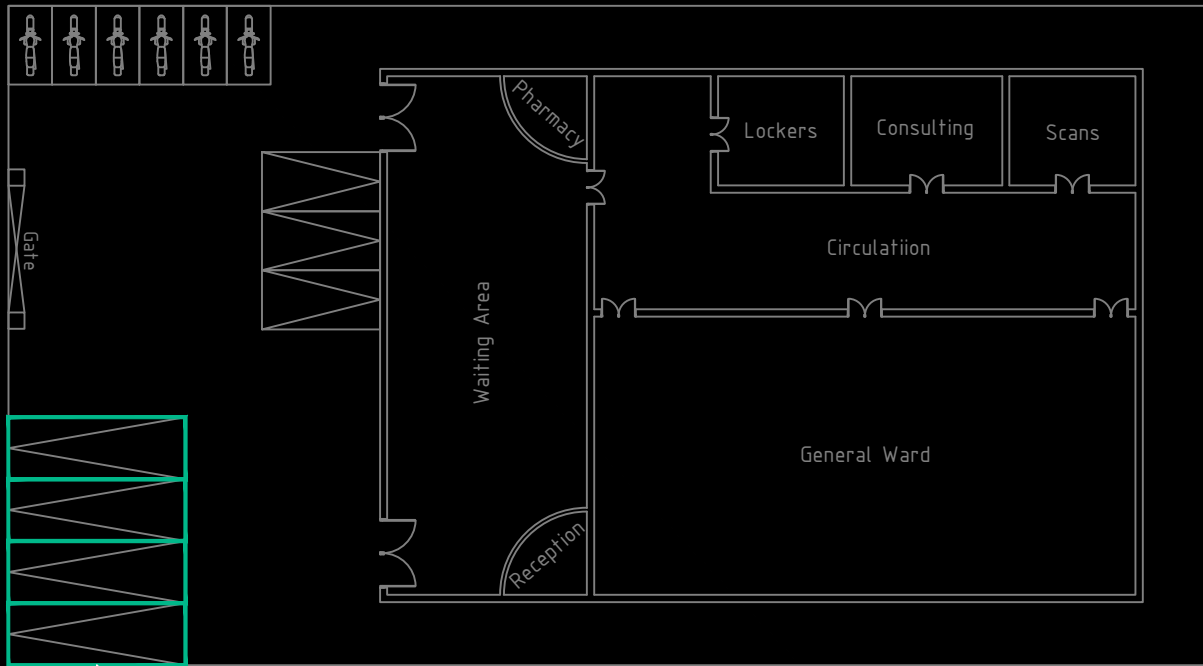 Pharmacy
Lockers
Consulting
Scans
Gate
Circulatiion
Waiting Area
General Ward
Reception